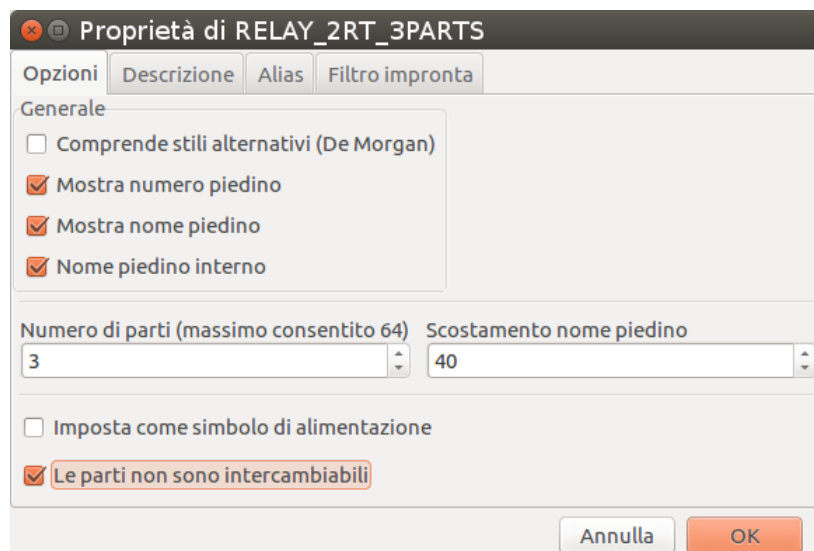 Proprietà di RELAY_2RT_3PARTS
Opzioni Descrizione Alias Filtro impronta
Generale
Comprende stili alternativi (De Morgan)
Mostra numero piedino
Mostra nome piedino
Nome piedino interno
Numero di parti (massimo consentito 64) Scostamento nome piedino
3 40
Imposta come simbolo di alimentazione
Le parti non sono intercambiabili
Annulla OK